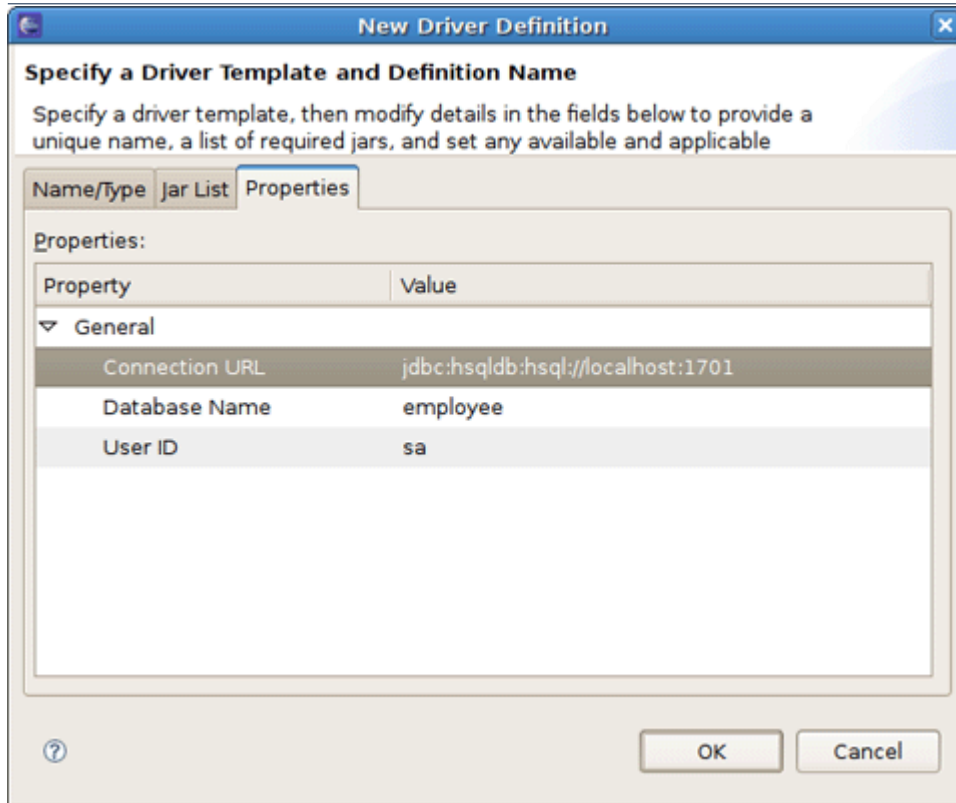 New Driver Definition
Specify a Driver Template and Definition Name
Specify a driver template, then modify details in the fields below to provide a
unique name, a list of required jars, and set any available and applicable
Name/Type Jar List Properties
Properties:
Property Value
General
Connection URL jdbc:hsqldb:hsql://localhost:1701
Database Name employee
User ID sa
OK Cancel